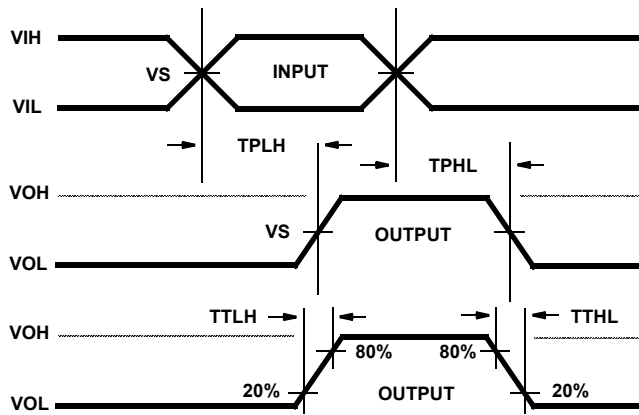 VIH
VS
INPUT
VIL
TPLH
TPHL
VOH
VS
OUTPUT
VOL
TTLH
TTHL
VOH
80%
80%
20%
OUTPUT
20%
VOL